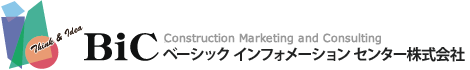 Think & Idea
BiC
Construction Marketing and Consulting
ベーシック インフォメーション センター株式会社